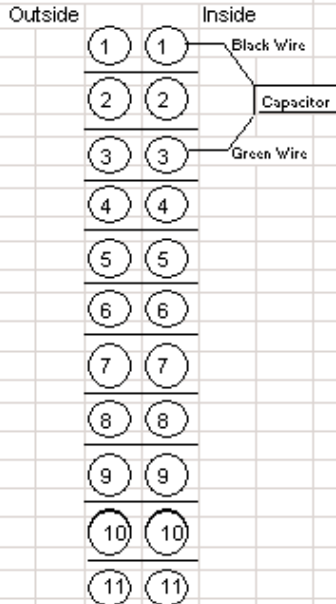 Outside Inside
1 1 Black Wire
2 2 Capacitor
3 3 Green Wire
4 4
5 5
6 6
7 7
8 8
9 9
10 10
11 11